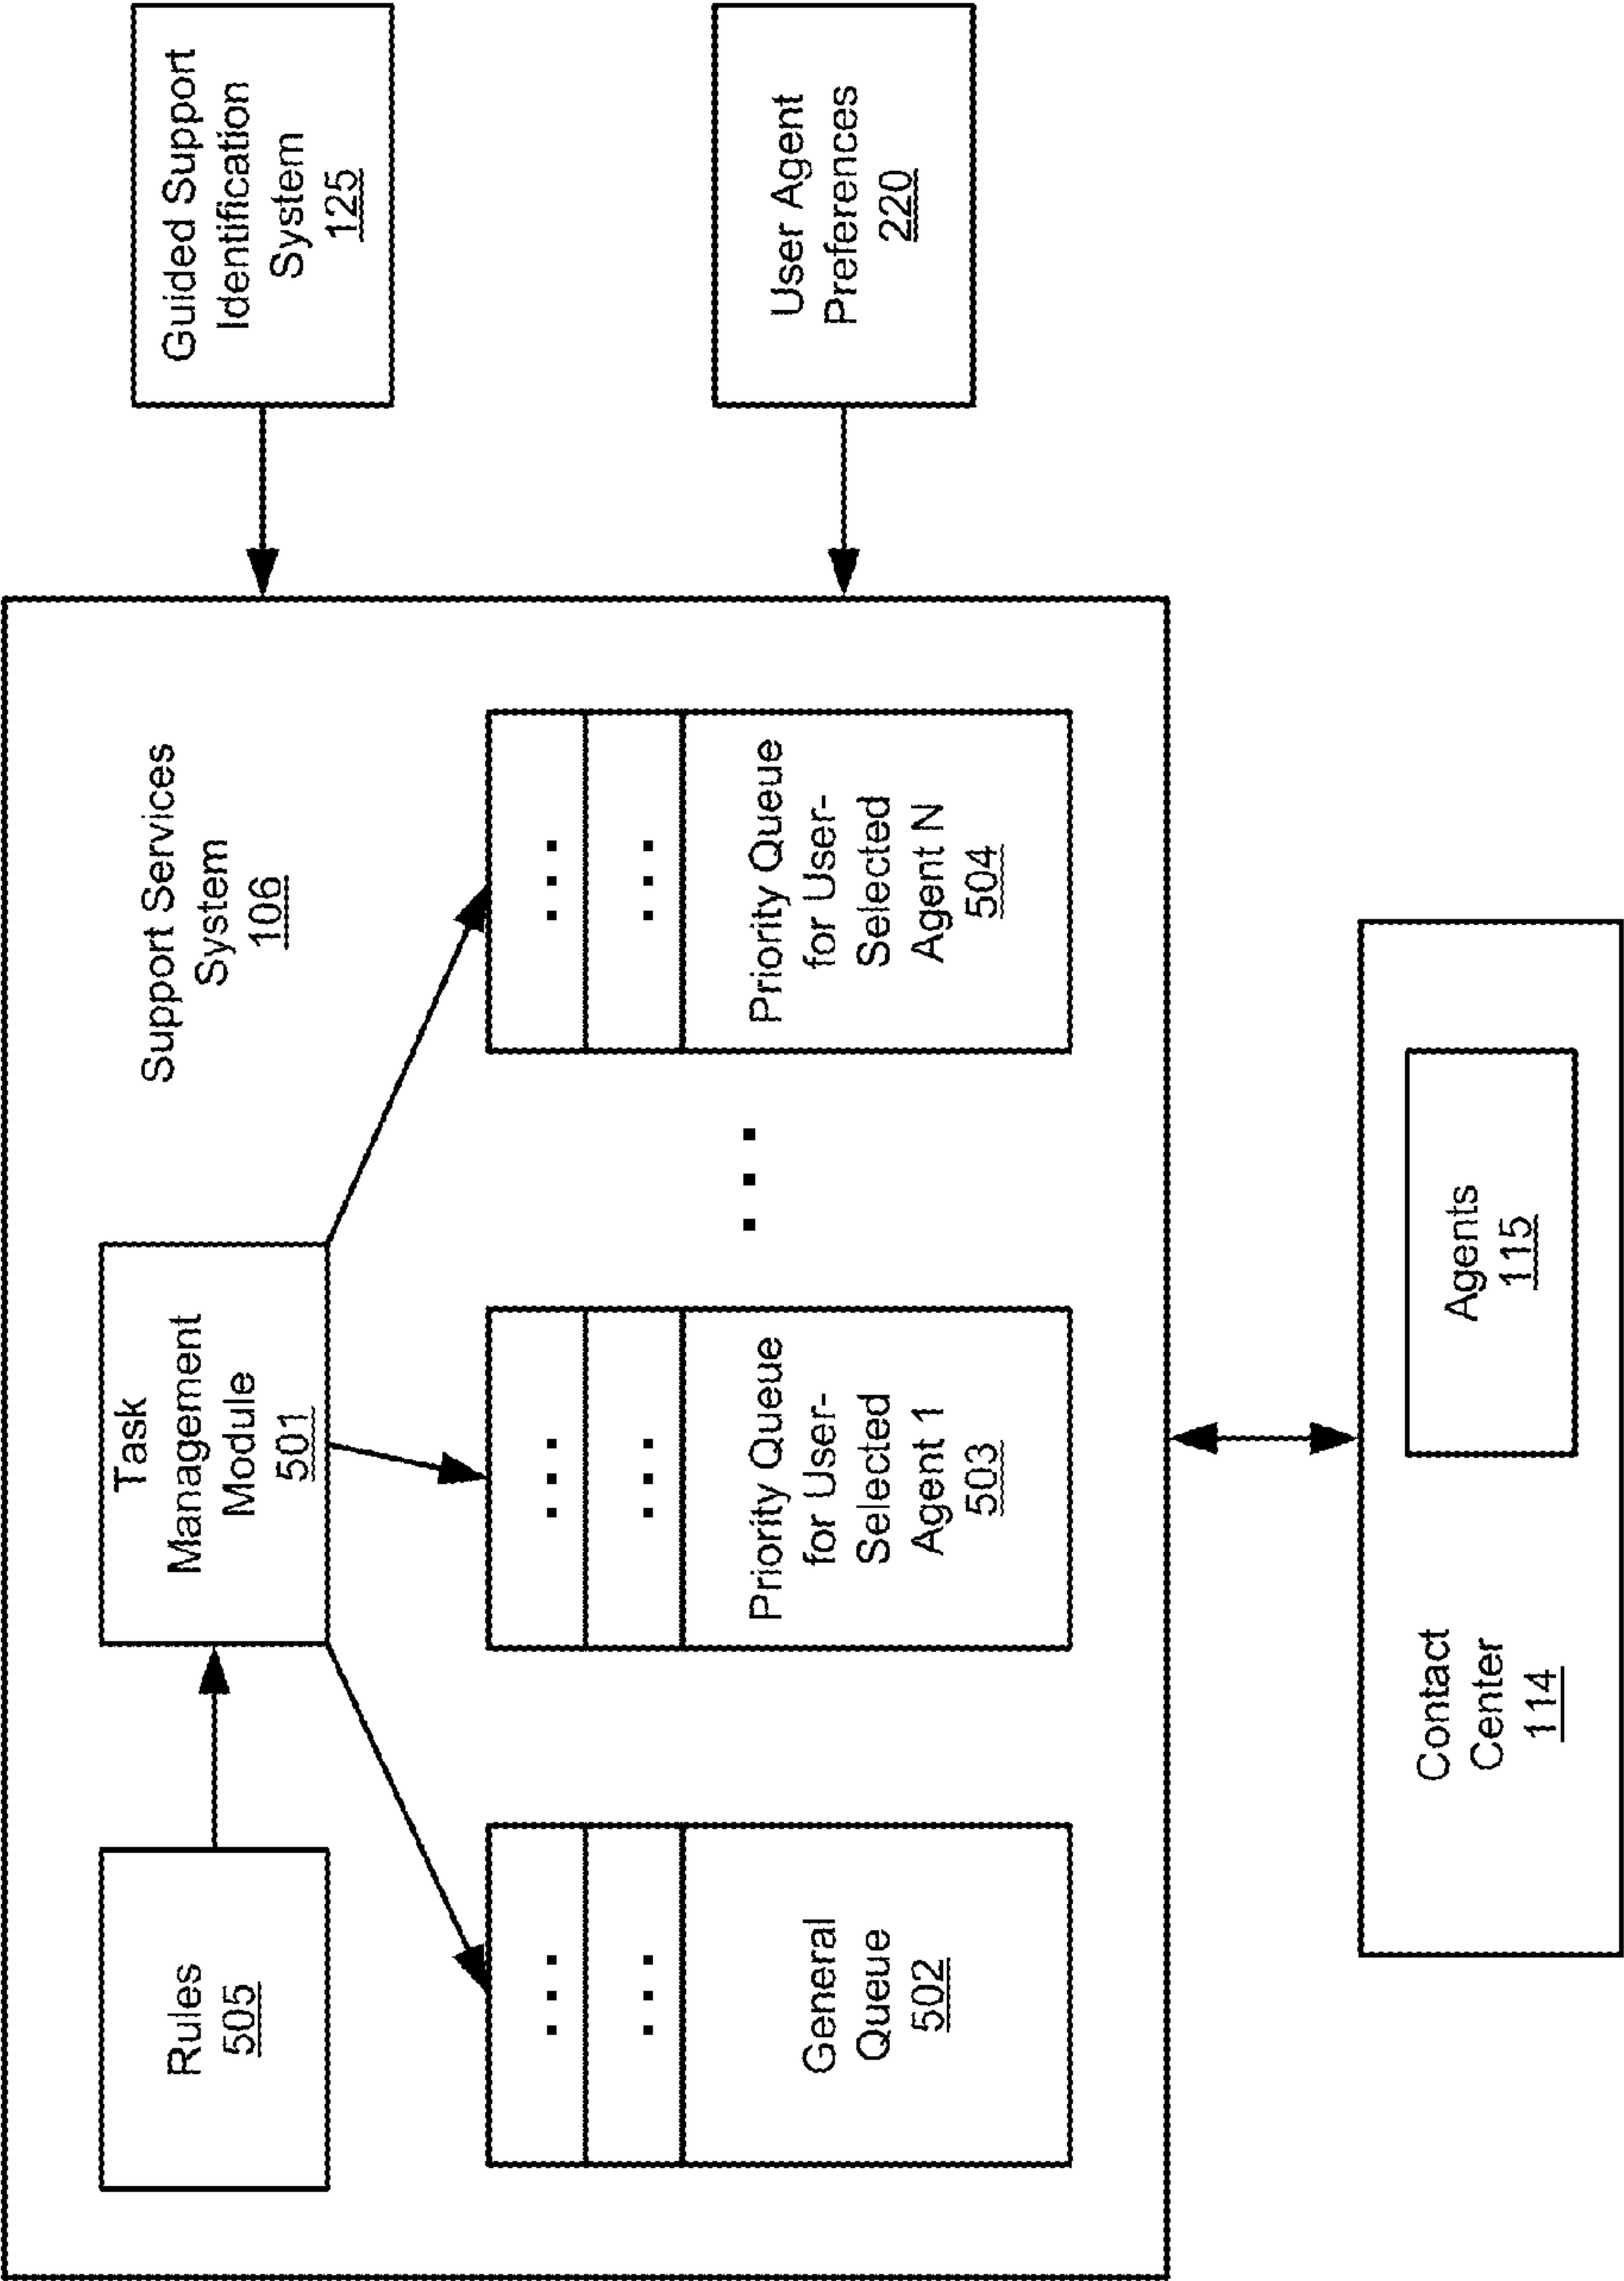 Rules
505
Task
Management
Module
501
Support Services
System
106
General
Queue
502
Priority Queue
for User-
Selected
Agent 1
503
Priority Queue
for User-
Selected
Agent N
504
Guided Support
Identification
System
125
User Agent
Preferences
220
Contact
Center
114
Agents
115